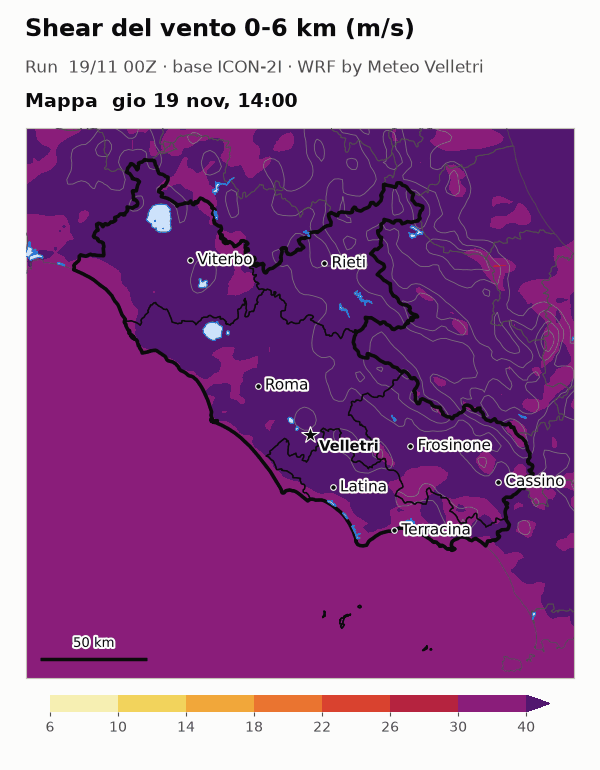 Shear del vento 0-6 km (m/s)
Run  19/11 00Z · base ICON-2I · WRF by Meteo Velletri
Mappa  gio 19 nov, 14:00
Viterbo
Rieti
Roma
Velletri
Frosinone
Latina
Cassino
Terracina
50 km
6 10 14 18 22 26 30 40